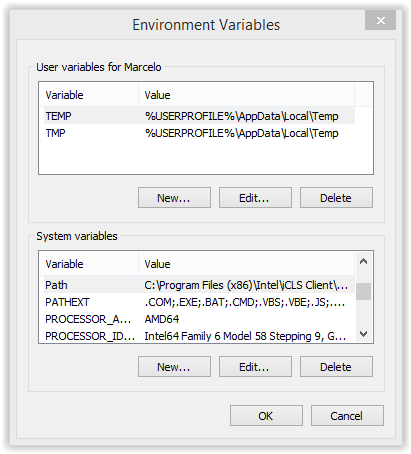 Environment Variables
User variables for Marcelo
Variable Value
TEMP %USERPROFILE%\AppData\Local\Temp
TMP %USERPROFILE%\AppData\Local\Temp
New... Edit... Delete
System variables
Variable Value
Path C:\Program Files (x86)\Intel\iCLS Client\...
PATHEXT .COM;.EXE;.BAT;.CMD;.VBS;.VBE;.JS;....
PROCESSOR_A... AMD64
PROCESSOR_ID... Intel64 Family 6 Model 58 Stepping 9, G...
New... Edit... Delete
OK Cancel